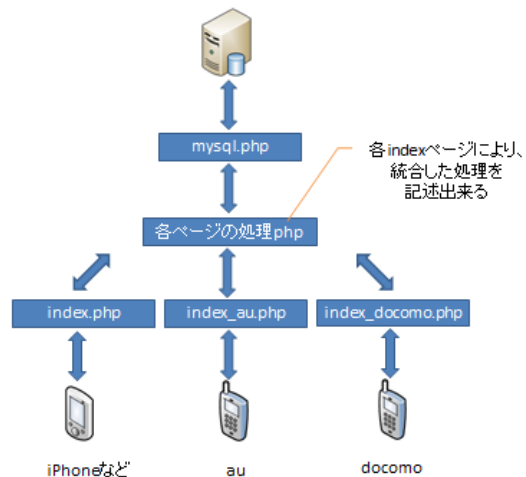 mysql.php
各indexページにより、
統合した処理を
記述出来る
各ページの処理php
index.php
index_au.php
index_docomo.php
iPhoneなど
au
docomo